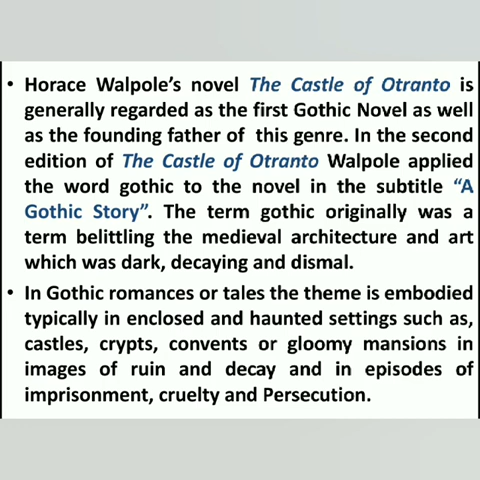 • Horace Walpole's novel The Castle of Otranto is
generally regarded as the first Gothic Novel as well
as the founding father of this genre. In the second
edition of The Castle of Otranto Walpole applied
the word gothic to the novel in the subtitle “A
Gothic Story”. The term gothic originally was a
term belittling the medieval architecture and art
which was dark, decaying and dismal.
• In Gothic romances or tales the theme is embodied
typically in enclosed and haunted settings such as,
castles, crypts, convents or gloomy mansions in
images of ruin and decay and in episodes of
imprisonment, cruelty and Persecution.